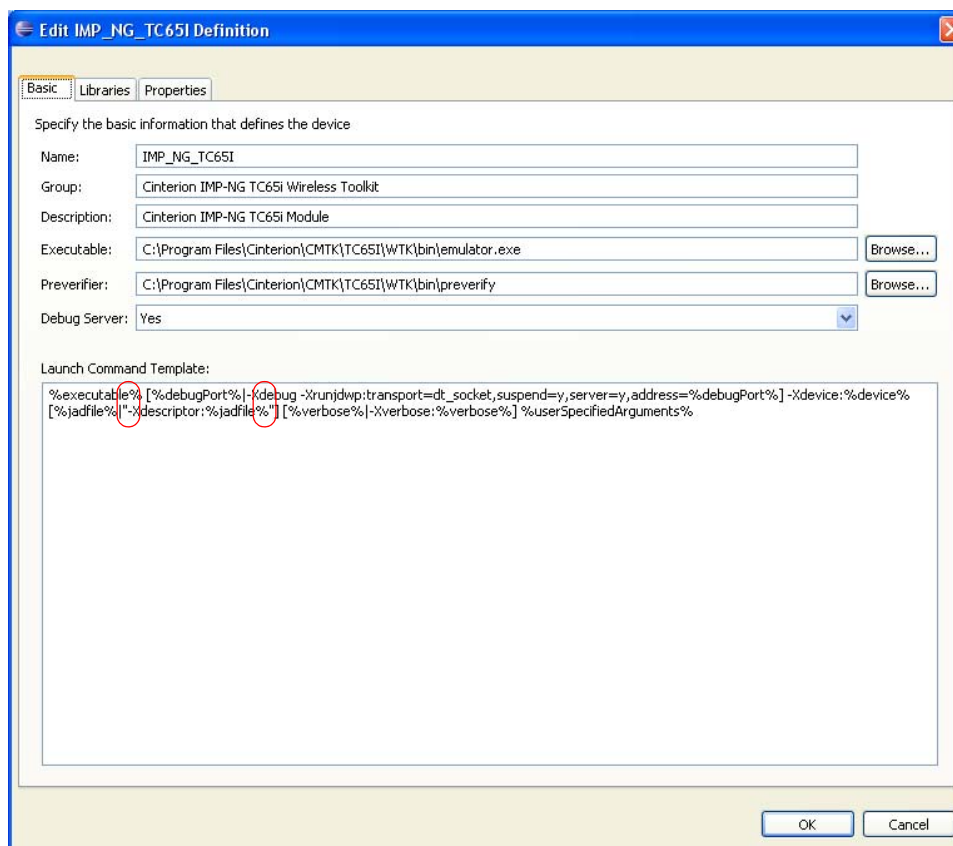 Edit IMP_NG_TC65I Definition
Basic Libraries Properties
Specify the basic information that defines the device
Name: IMP_NG_TC65I
Group: Cinterion IMP-NG TC65i Wireless Toolkit
Description: Cinterion IMP-NG TC65i Module
Executable: C:\Program Files\Cinterion\CMTK\TC65I\WTK\bin\emulator.exe Browse...
Preverifier: C:\Program Files\Cinterion\CMTK\TC65I\WTK\bin\preverify Browse...
Debug Server: Yes
Launch Command Template:
%executable% [%debugPort%|-Xdebug -Xrunjdwp:transport=dt_socket,suspend=y,server=y,address=%debugPort%] -Xdevice:%device%
[%jadfile%|"-Xdescriptor:%jadfile%"] [%verbose%|-Xverbose:%verbose%] %userSpecifiedArguments%
OK Cancel